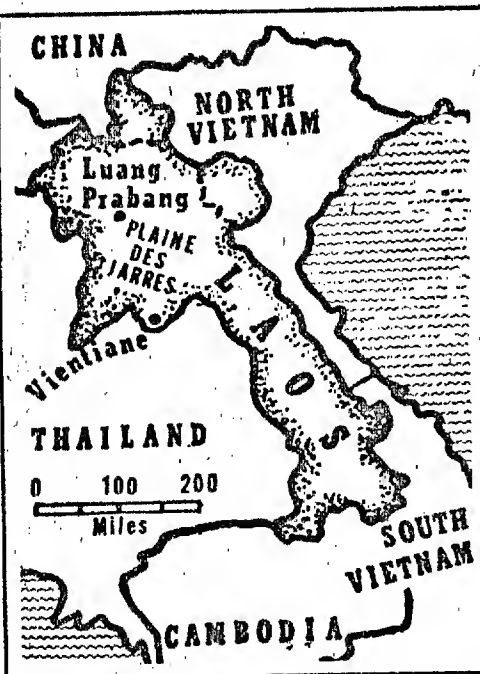 CHINA
NORTH
VIETNAM
Luang
Prabang
PLAINE
DES
JARRES
LAOS
Vientiane
THAILAND
0 100 200
Miles
SOUTH
VIETNAM
CAMBODIA